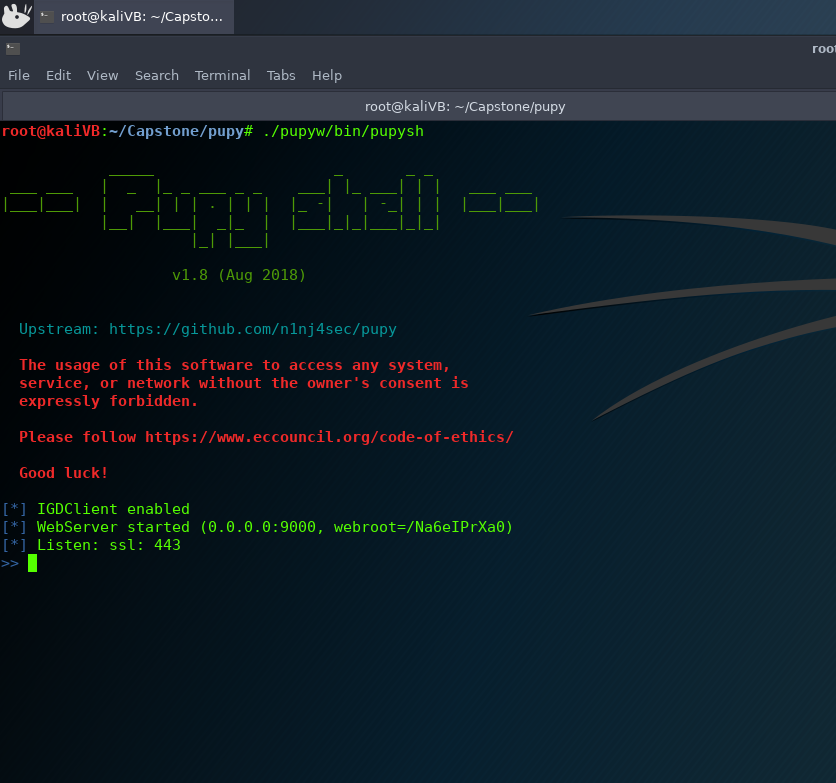 root@kaliVB: ~/Capsto...
root
File Edit View Search Terminal Tabs Help
root@kaliVB: ~/Capstone/pupy
root@kaliVB:~/Capstone/pupy# ./pupyw/bin/pupysh
-- Pupy shell --
v1.8 (Aug 2018)
Upstream: https://github.com/n1nj4sec/pupy
The usage of this software to access any system,
service, or network without the owner's consent is
expressly forbidden.
Please follow https://www.eccouncil.org/code-of-ethics/
Good luck!
[*] IGDClient enabled
[*] WebServer started (0.0.0.0:9000, webroot=/Na6eIPrXa0)
[*] Listen: ssl: 443
>>